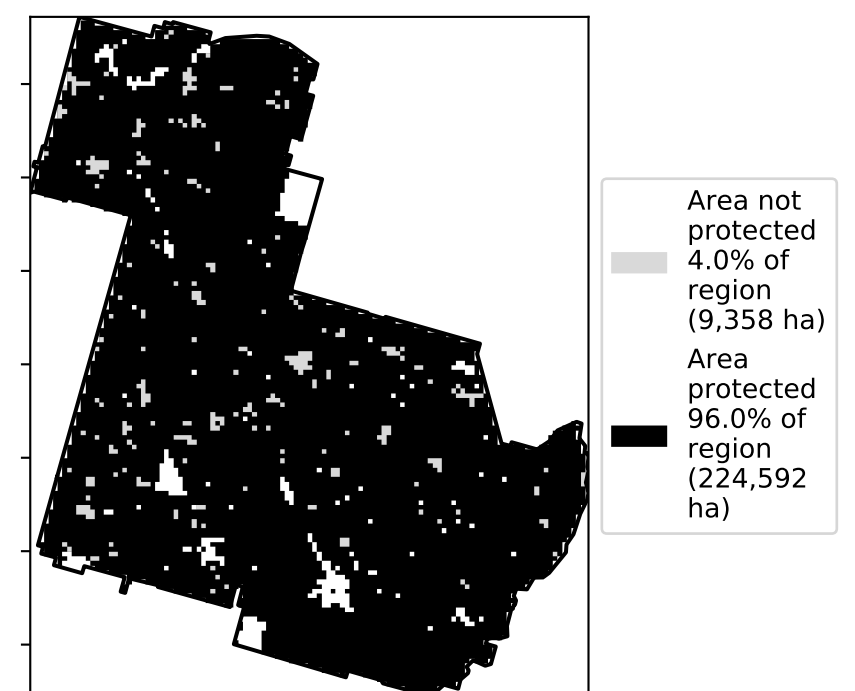 Area not
protected
4.0% of
region
(9,358 ha)
Area
protected
96.0% of
region
(224,592
ha)